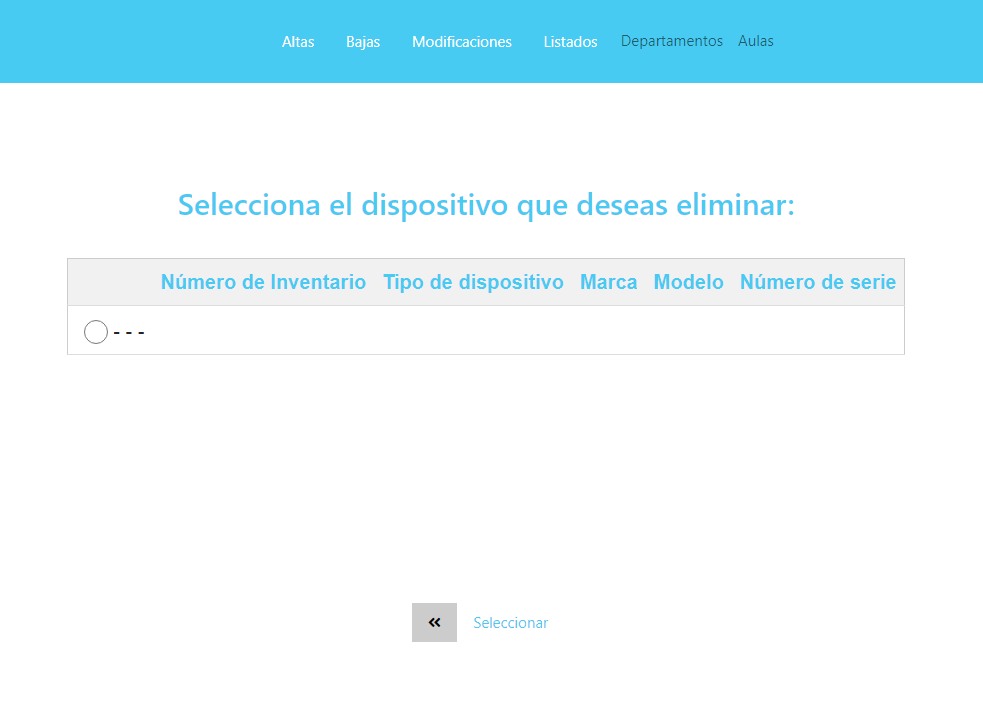 Altas Bajas Modificaciones Listados Departamentos Aulas
Selecciona el dispositivo que deseas eliminar:
Número de Inventario Tipo de dispositivo Marca Modelo Número de serie
- - -
« Seleccionar